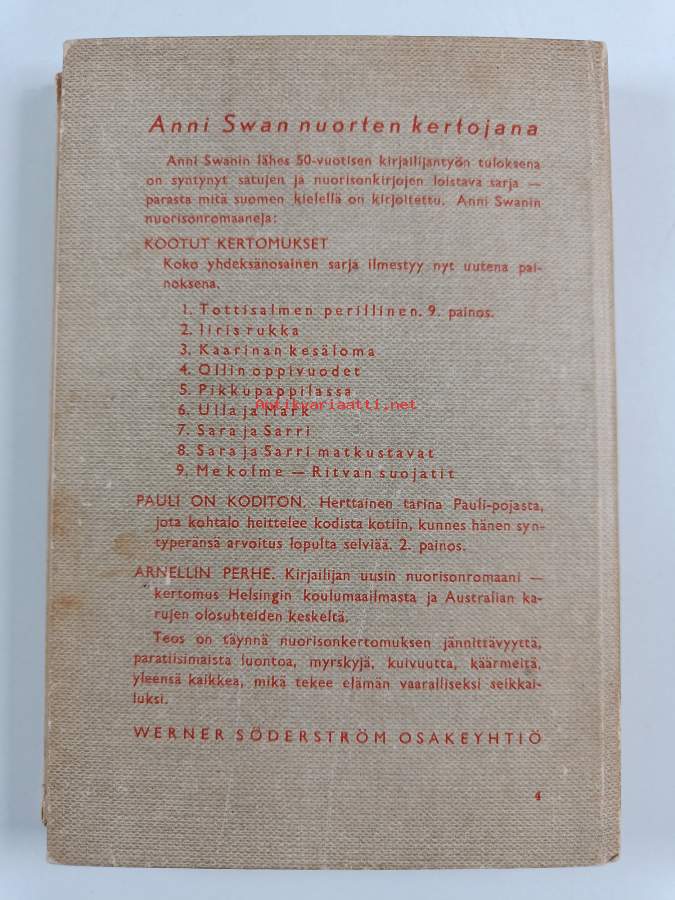 Anni Swan nuorten kertojana
Anni Swanin lähes 50-vuotisen kirjailijantyön tuloksena
on syntynyt satujen ja nuorisonkirjojen loistava sarja —
parasta mitä suomen kielellä on kirjoitettu. Anni Swanin
nuorisonromaaneja:
KOOTUT KERTOMUKSET
Koko yhdeksänosainen sarja ilmestyy nyt uutena pai-
noksena.
1. Tottisalmen perillinen. 9. painos.
2. Iiris rukka
3. Kaarinan kesäloma
4. Ollin oppivuodet
5. Pikkupappilassa
Antikvariaatti.net
6. Ulla ja Mark
7. Sara ja Sarri
8. Sara ja Sarri matkustavat
9. Me kolme — Ritvan suojatit
PAULI ON KODITON. Herttainen tarina Pauli-pojasta,
jota kohtalo heittelee kodista kotiin, kunnes hänen syn-
typeränsä arvoitus lopulta selviää. 2. painos.
ARNELLIN PERHE. Kirjailijan uusin nuorisonromaani —
kertomus Helsingin koulumaailmasta ja Australian ka-
rujen olosuhteiden keskeltä.
Teos on täynnä nuorisonkertomuksen jännittävyyttä,
paratiisimaista luontoa, myrskyjä, kuivuutta, käärmeitä,
yleensä kaikkea, mikä tekee elämän vaaralliseksi seikkai-
luksi.
WERNER SÖDERSTRÖM OSAKEYHTIÖ
4